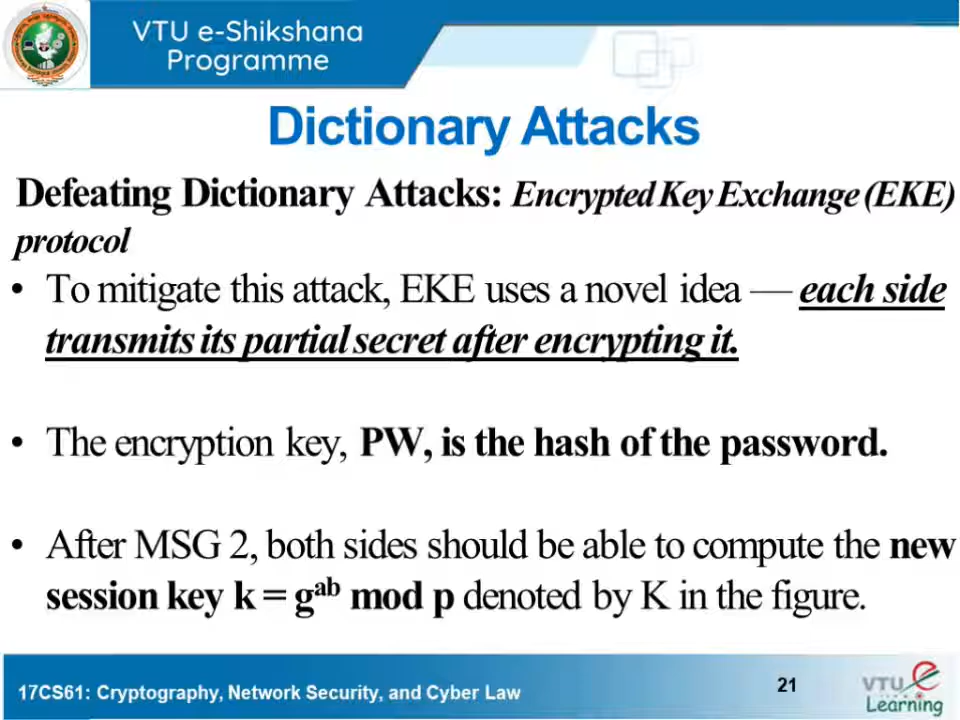 VTU e-Shikshana
Programme
Dictionary Attacks
Defeating Dictionary Attacks: Encrypted Key Exchange (EKE)
protocol
• To mitigate this attack, EKE uses a novel idea — each side
transmits its partial secret after encrypting it.
• The encryption key, PW, is the hash of the password.
• After MSG 2, both sides should be able to compute the new
session key k = gᵃᵇ mod p denoted by K in the figure.
17CS61: Cryptography, Network Security, and Cyber Law
21
VTU e
Learning